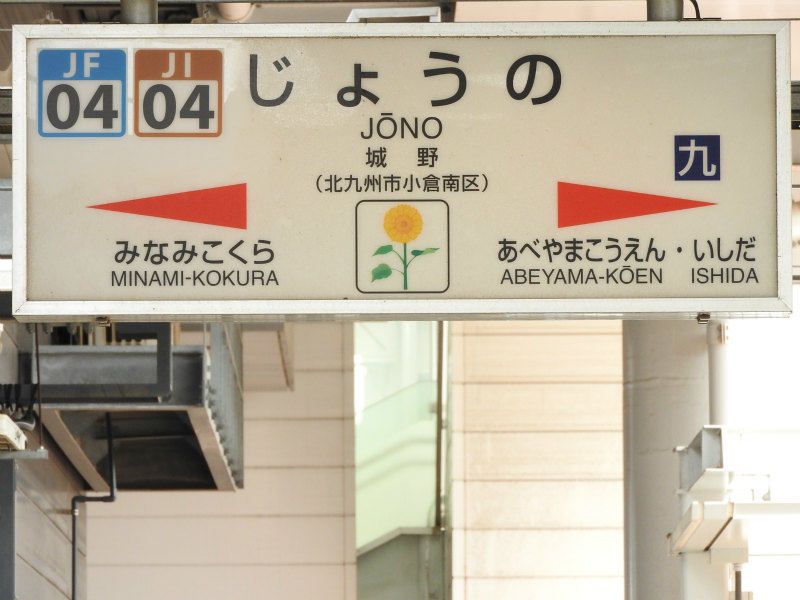 JF 04 JI 04 じょうの
JŌNO
城 野
九
(北九州市小倉南区)
みなみこくら
MINAMI-KOKURA
あべやまこうえん・いしだ
ABEYAMA-KŌEN ISHIDA